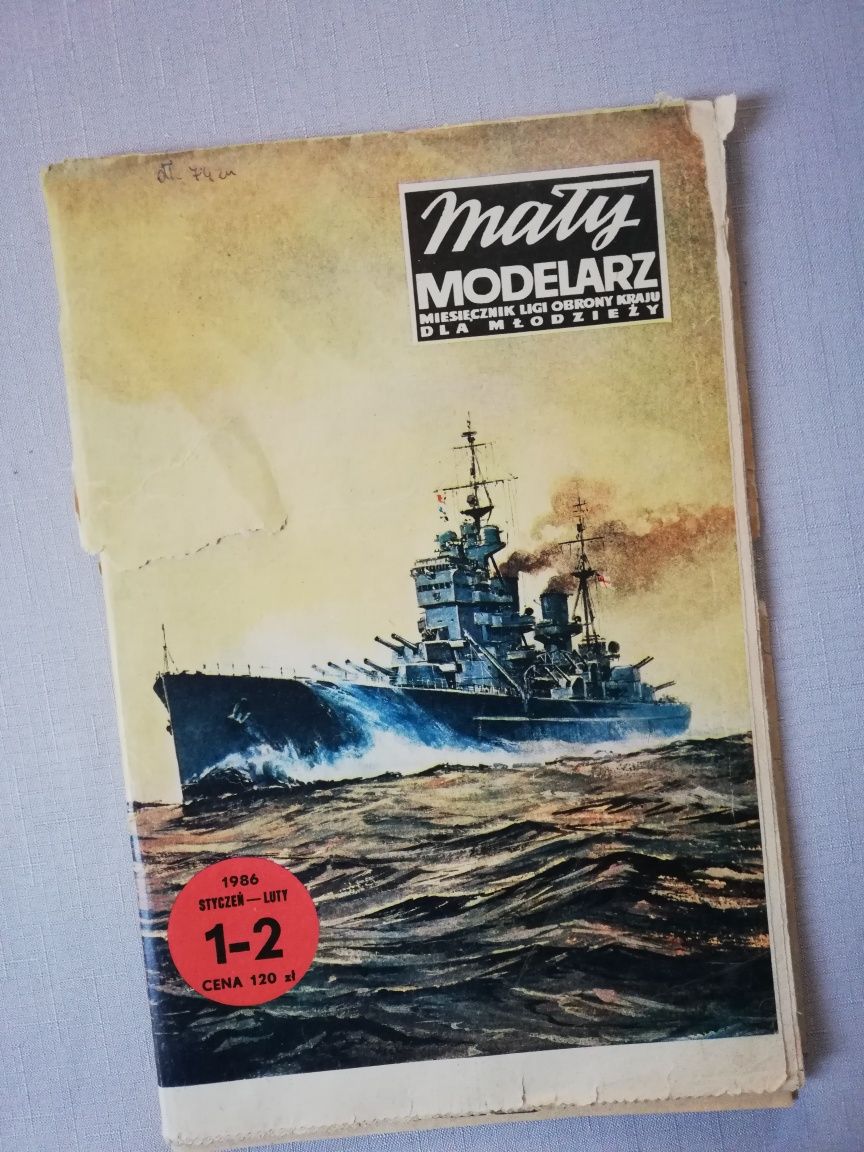 mały
MODELARZ
MIESIĘCZNIK LIGI OBRONY KRAJU
DLA MŁODZIEŻY
1986
STYCZEŃ — LUTY
1-2
CENA 120 zł